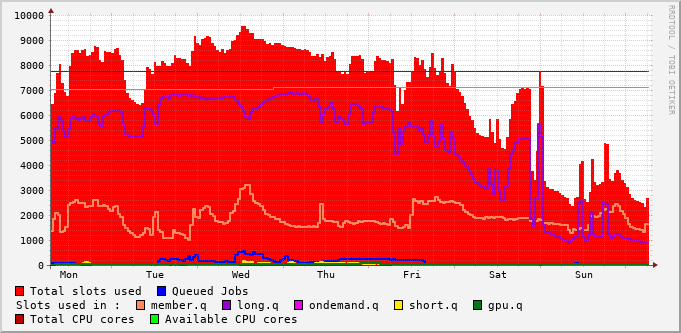 RRDTOOL / TOBI OETIKER
10000
9000
8000
7000
6000
5000
4000
3000
2000
1000
0
Mon Tue Wed Thu Fri Sat Sun
Total slots used Queued Jobs
Slots used in : member.q long.q ondemand.q short.q gpu.q
Total CPU cores Available CPU cores